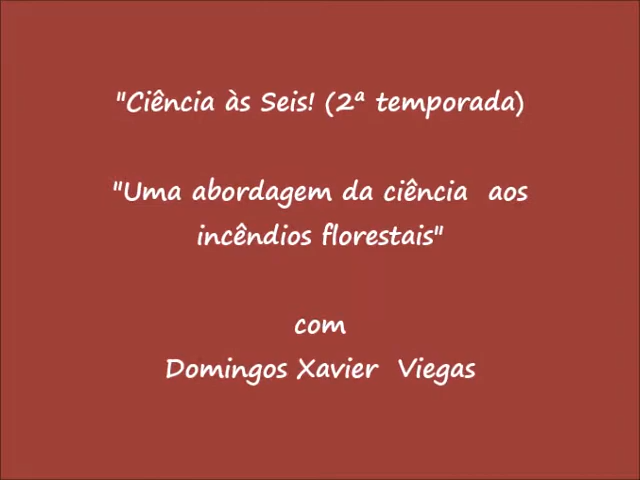 "Ciência às Seis! (2ª temporada)
"Uma abordagem da ciência aos
incêndios florestais"
com
Domingos Xavier Viegas